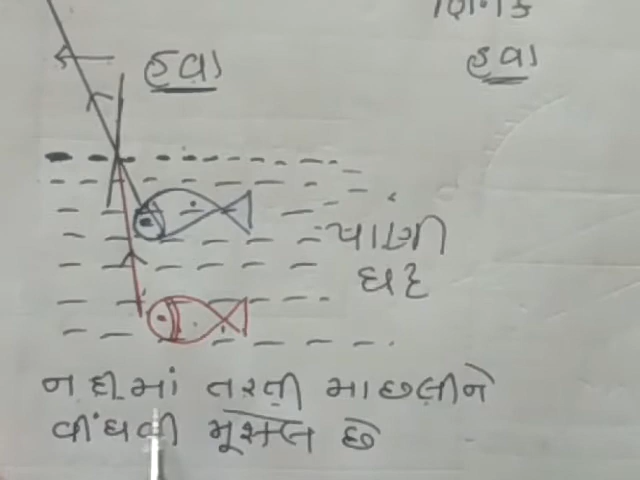 હવા
હવા
પાણી
ઘટ્ટ
નદીમાં તરતી માછલીને
વીંધવી મૂશ્કેલ છે